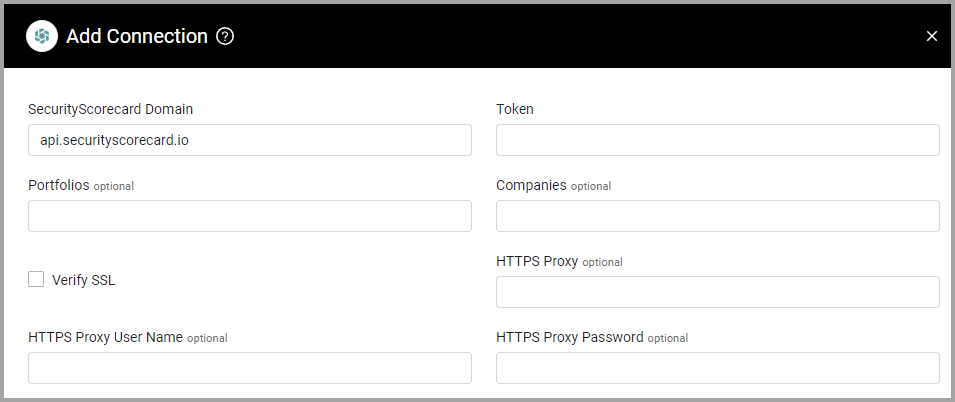 Add Connection ?
SecurityScorecard Domain
Token
api.securityscorecard.io
Portfolios optional
Companies optional
Verify SSL
HTTPS Proxy optional
HTTPS Proxy User Name optional
HTTPS Proxy Password optional